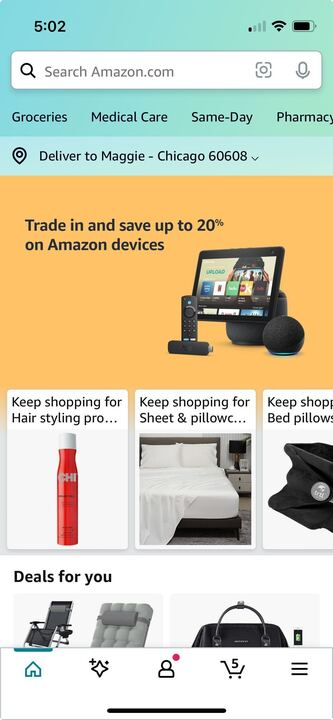 5:02
Search Amazon.com
Groceries Medical Care Same-Day Pharmacy
Deliver to Maggie - Chicago 60608
Trade in and save up to 20%
on Amazon devices
Keep shopping for
Hair styling pro...
Keep shopping for
Sheet & pillowc...
Keep shopp
Bed pillows
CHI
Deals for you
5